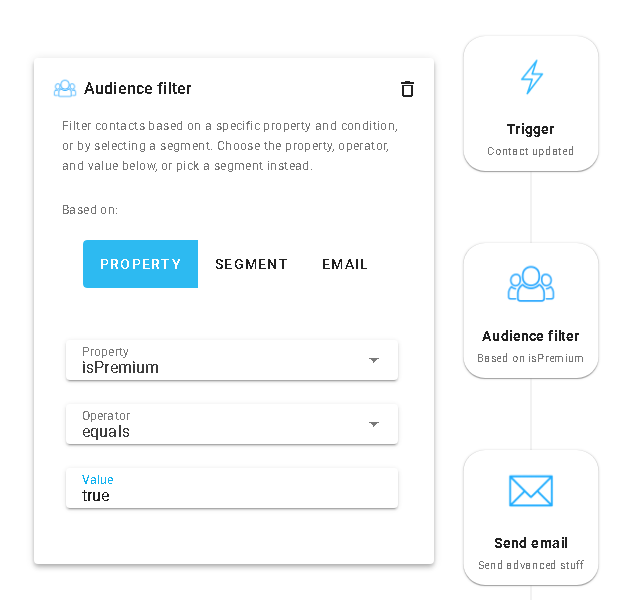 Audience filter
Filter contacts based on a specific property and condition,
or by selecting a segment. Choose the property, operator,
and value below, or pick a segment instead.
Based on:
PROPERTY SEGMENT EMAIL
Property
isPremium
Operator
equals
Value
true
Trigger
Contact updated
Audience filter
Based on isPremium
Send email
Send advanced stuff